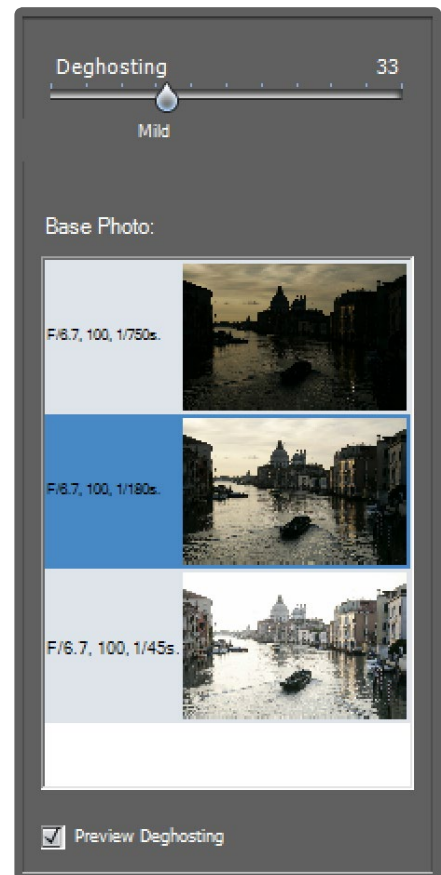 Deghosting 33
Mild
Base Photo:
F/6.7, 100, 1/750s.
F/6.7, 100, 1/180s.
F/6.7, 100, 1/45s.
Preview Deghosting